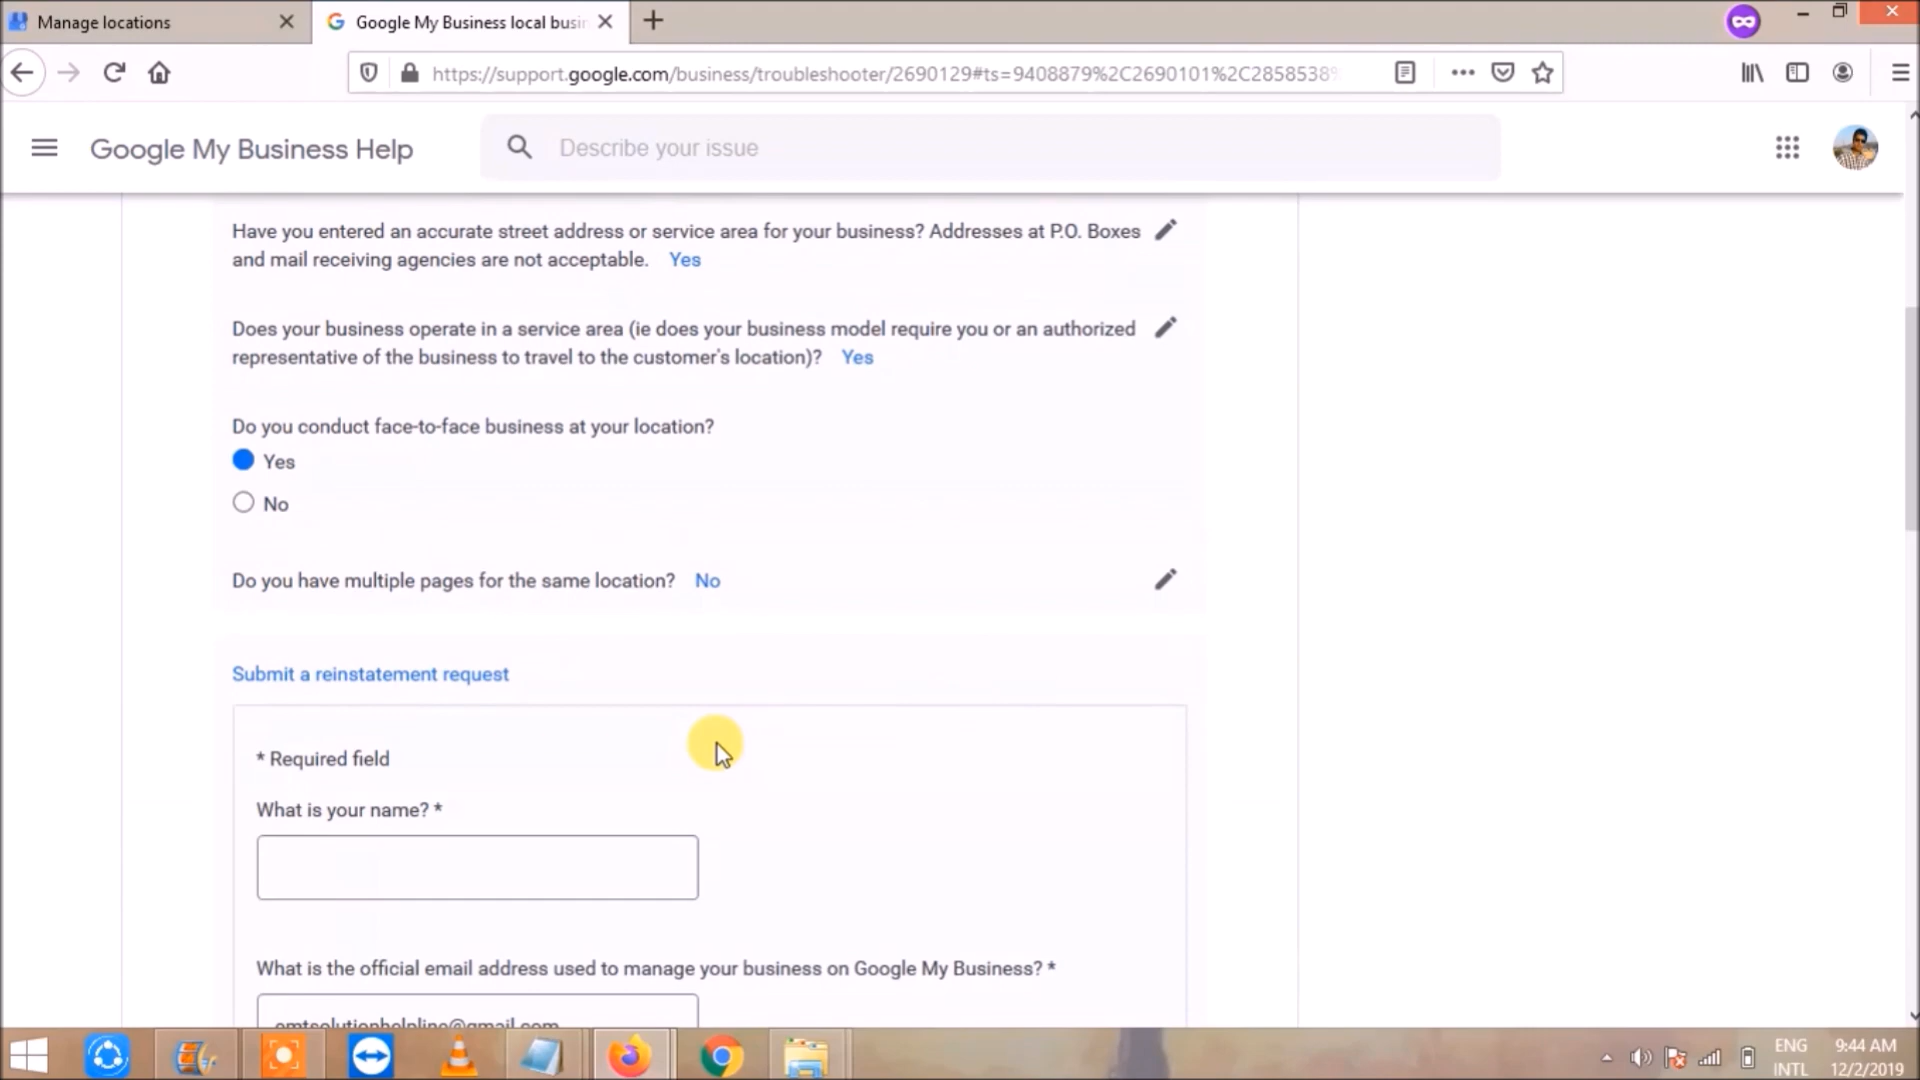 Manage locations
Google My Business local busi
https://support.google.com/business/troubleshooter/2690129#ts=9408879%2C2690101%2C2858538%
Google My Business Help
Describe your issue
Have you entered an accurate street address or service area for your business? Addresses at P.O. Boxes
and mail receiving agencies are not acceptable. Yes
Does your business operate in a service area (ie does your business model require you or an authorized
representative of the business to travel to the customer's location)? Yes
Do you conduct face-to-face business at your location?
Yes
No
Do you have multiple pages for the same location? No
Submit a reinstatement request
* Required field
What is your name? *
What is the official email address used to manage your business on Google My Business? *
omtsolutionhelpline@gmail.com
ENG
INTL
9:44 AM
12/2/2019